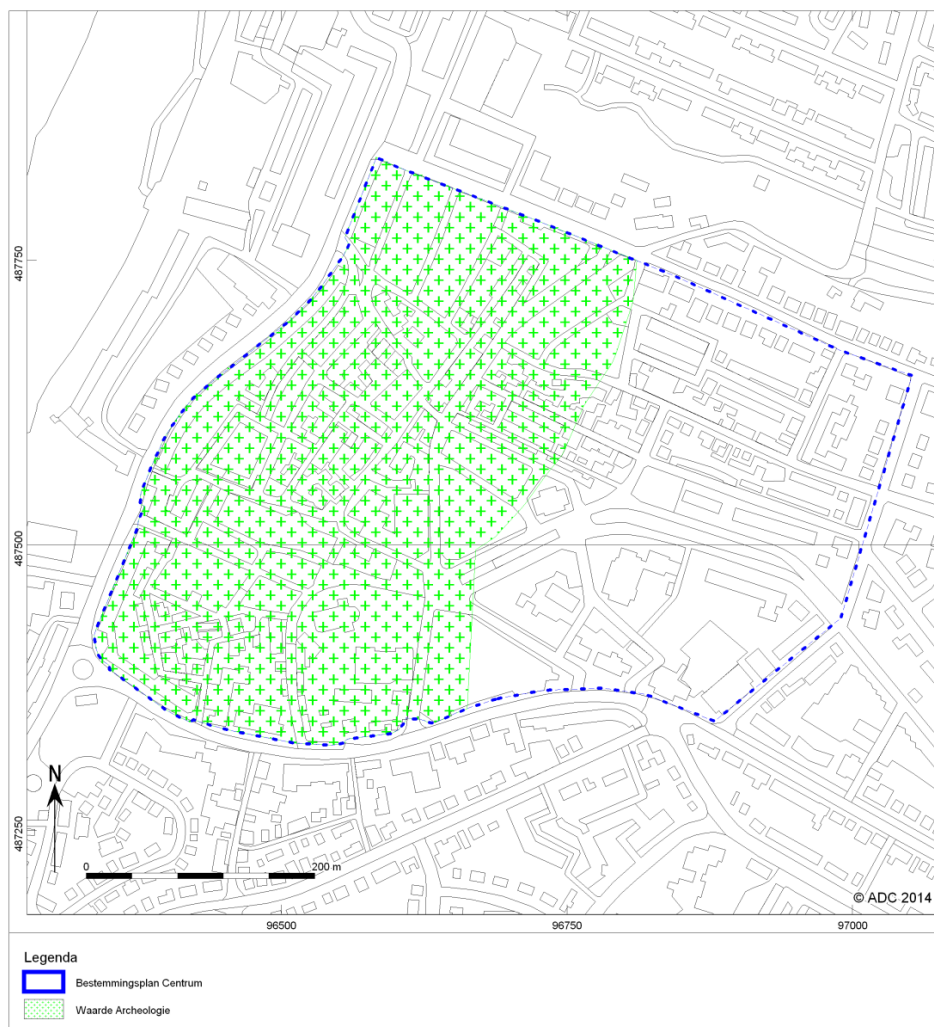 487750
487500
487250
N
0
200 m
© ADC 2014
96500
96750
97000
Legenda
Bestemmingsplan Centrum
Waarde Archeologie